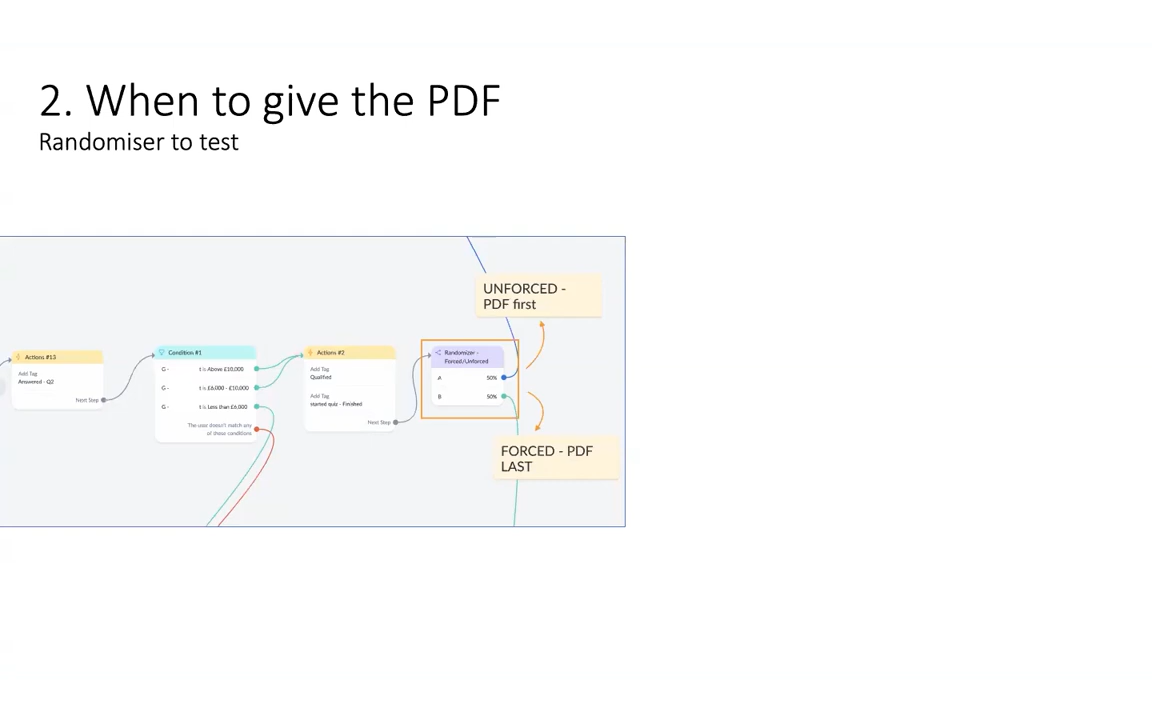 2. When to give the PDF
Randomiser to test
UNFORCED -
PDF first
Actions #13
Add Tag
Answered - Q2
Next Step
Condition #1
G - t is Above £10,000
G - t is £6,000 - £10,000
G - t is Less than £6,000
The user doesn't match any
of these conditions
Actions #2
Add Tag
Qualified
Add Tag
started quiz - Finished
Next Step
Randomizer -
Forced/Unforced
A 50%
B 50%
FORCED - PDF
LAST